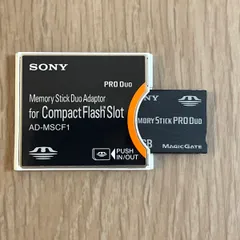 SONY
PRO DUO
Memory Stick Duo Adaptor
for CompactFlash Slot
AD-MSCF1
PUSH
IN/OUT
MEMORY STICK PRO DUO
GB
MAGICGATE